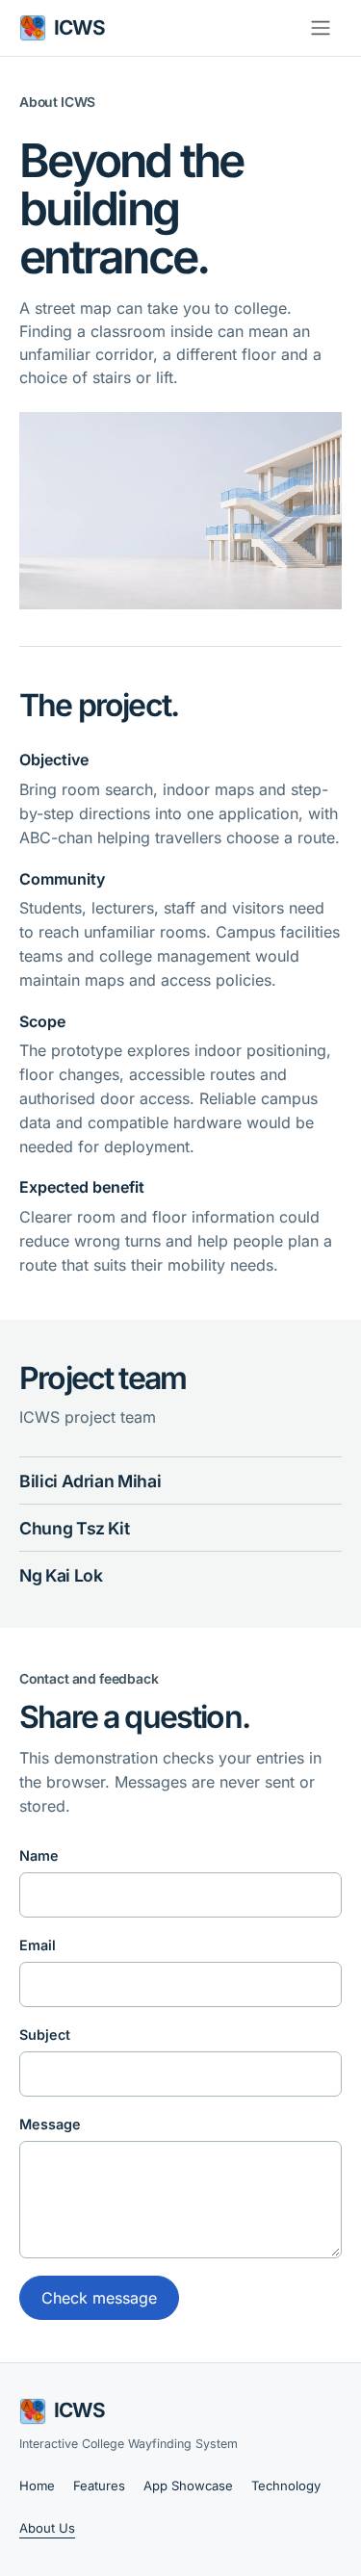 ICWS
About ICWS
Beyond the
building
entrance.
A street map can take you to college.
Finding a classroom inside can mean an
unfamiliar corridor, a different floor and a
choice of stairs or lift.
The project.
Objective
Bring room search, indoor maps and step-
by-step directions into one application, with
ABC-chan helping travellers choose a route.
Community
Students, lecturers, staff and visitors need
to reach unfamiliar rooms. Campus facilities
teams and college management would
maintain maps and access policies.
Scope
The prototype explores indoor positioning,
floor changes, accessible routes and
authorised door access. Reliable campus
data and compatible hardware would be
needed for deployment.
Expected benefit
Clearer room and floor information could
reduce wrong turns and help people plan a
route that suits their mobility needs.
Project team
ICWS project team
Bilici Adrian Mihai
Chung Tsz Kit
Ng Kai Lok
Contact and feedback
Share a question.
This demonstration checks your entries in
the browser. Messages are never sent or
stored.
Name
Email
Subject
Message
Check message
ICWS
Interactive College Wayfinding System
Home Features App Showcase Technology
About Us